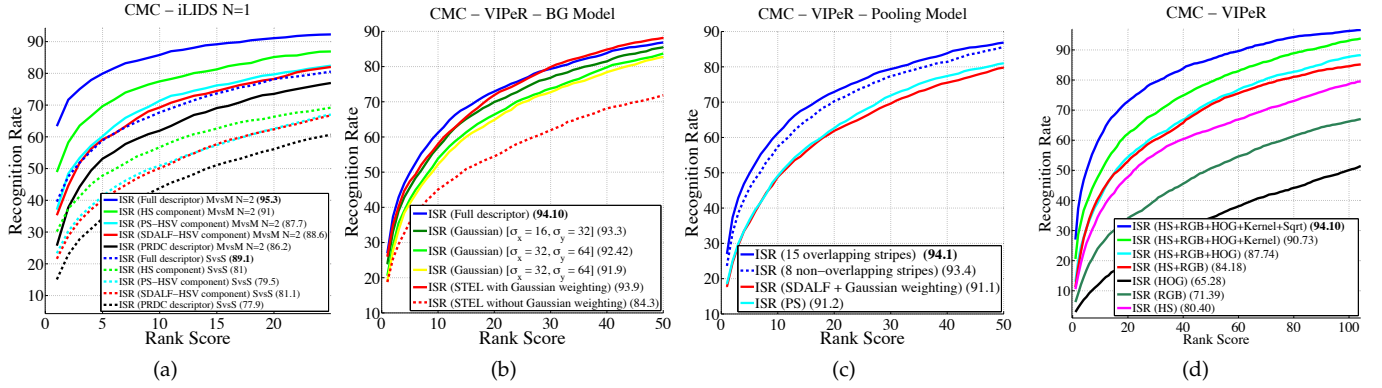 CMC – iLIDS N=1
Recognition Rate
90
80
70
60
50
40
30
20
10
0
5
10
15
20
Rank Score
ISR (Full descriptor) MvsM N=2 (95.3)
ISR (HS component) MvsM N=2 (91)
ISR (PS–HSV component) MvsM N=2 (87.7)
ISR (SDALF–HSV component) MvsM N=2 (88.6)
ISR (PRDC descriptor) MvsM N=2 (86.2)
ISR (Full descriptor) SvsS (89.1)
ISR (HS component) SvsS (81)
ISR (PS–HSV component) SvsS (79.5)
ISR (SDALF–HSV component) SvsS (81.1)
ISR (PRDC descriptor) SvsS (77.9)
(a)
CMC – VIPeR – BG Model
Recognition Rate
90
80
70
60
50
40
30
20
10
0
10
20
30
40
50
Rank Score
ISR (Full descriptor) (94.10)
ISR (Gaussian) [σx = 16, σy = 32] (93.3)
ISR (Gaussian) [σx = 32, σy = 64] (92.42)
ISR (Gaussian) [σx = 32, σy = 64] (91.9)
ISR (STEL with Gaussian weighting) (93.9)
ISR (STEL without Gaussian weighting) (84.3)
(b)
CMC – VIPeR – Pooling Model
Recognition Rate
90
80
70
60
50
40
30
20
10
0
10
20
30
40
50
Rank Score
ISR (15 overlapping stripes) (94.1)
ISR (8 non–overlapping stripes) (93.4)
ISR (SDALF + Gaussian weighting) (91.1)
ISR (PS) (91.2)
(c)
CMC – VIPeR
Recognition Rate
90
80
70
60
50
40
30
20
10
0
20
40
60
80
100
Rank Score
ISR (HS+RGB+HOG+Kernel+Sqrt) (94.10)
ISR (HS+RGB+HOG+Kernel) (90.73)
ISR (HS+RGB+HOG) (87.74)
ISR (HS+RGB) (84.18)
ISR (HOG) (65.28)
ISR (RGB) (71.39)
ISR (HS) (80.40)
(d)